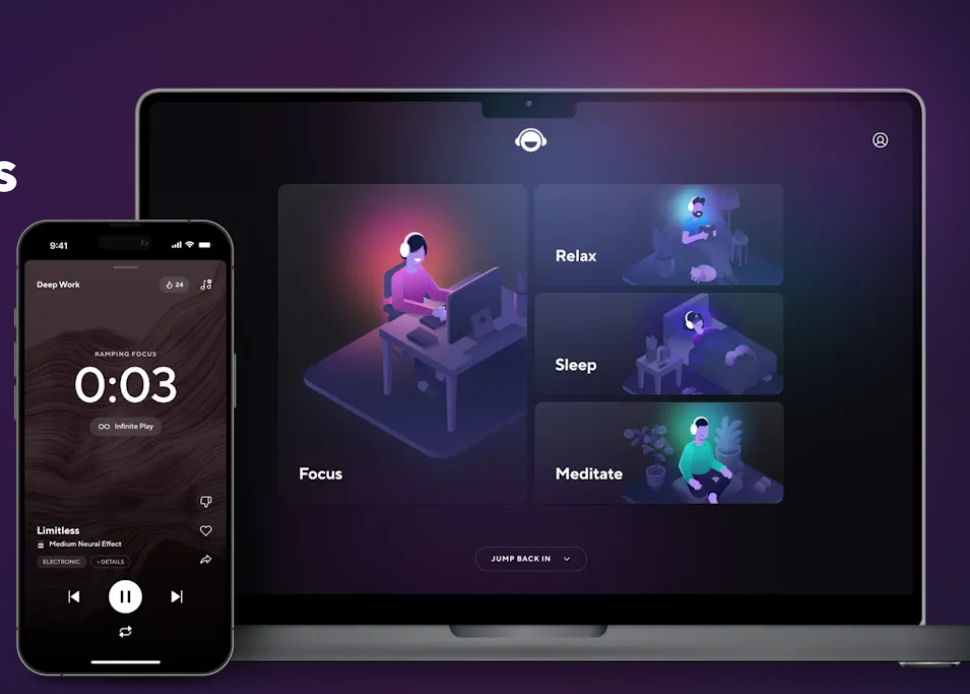 s
9:41
Deep Work
24
RAMPING FOCUS
0:03
Infinite Play
Limitless
Medium Neural Effect
ELECTRONIC
+DETAILS
Focus
Relax
Sleep
Meditate
JUMP BACK IN